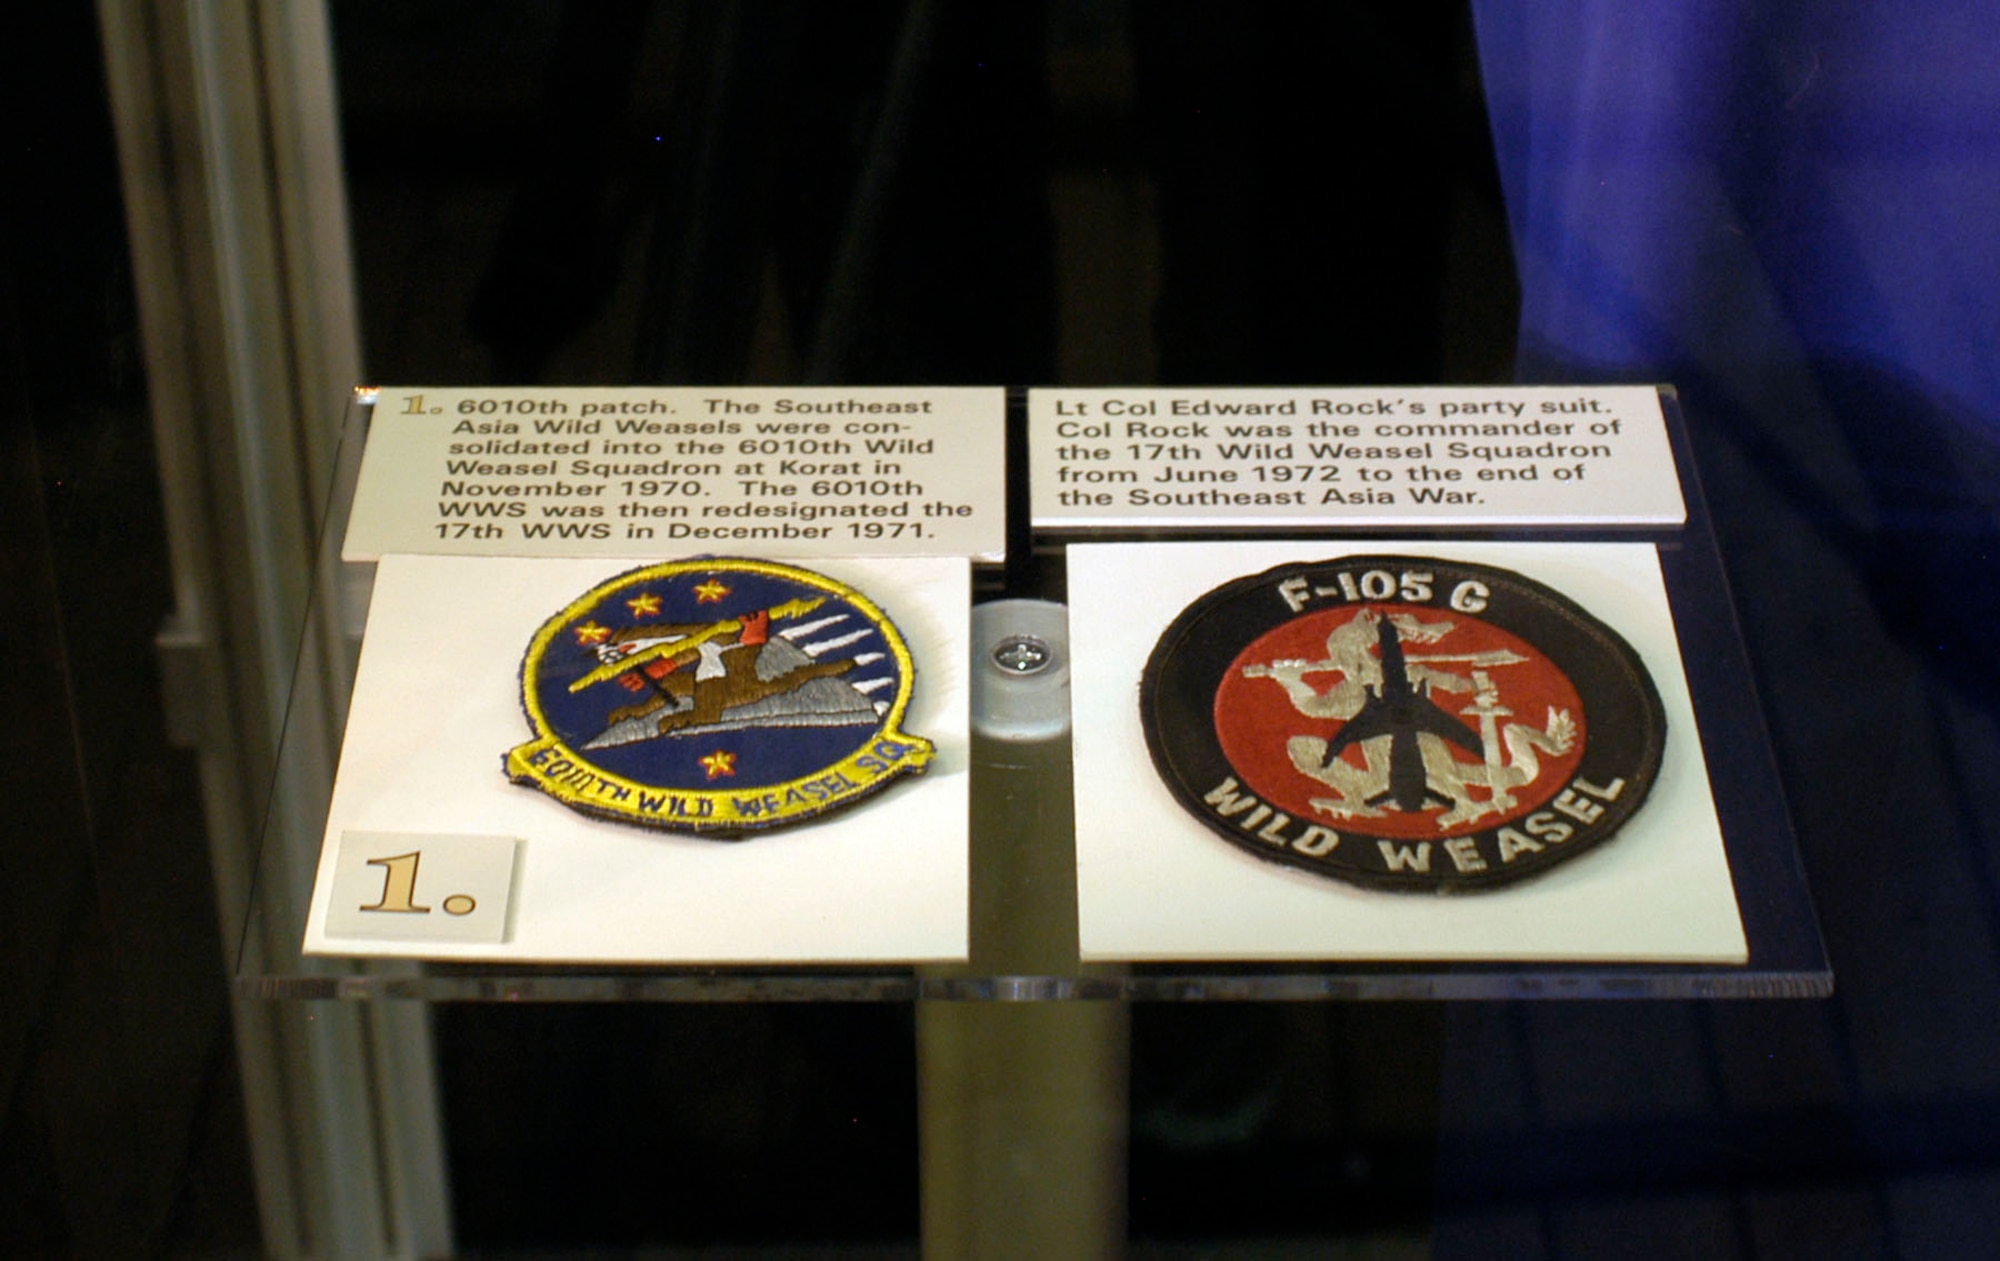 1. 6010th patch. The Southeast
Asia Wild Weasels were con-
solidated into the 6010th Wild
Weasel Squadron at Korat in
November 1970. The 6010th
WWS was then redesignated the
17th WWS in December 1971.
Lt Col Edward Rock's party suit.
Col Rock was the commander of
the 17th Wild Weasel Squadron
from June 1972 to the end of
the Southeast Asia War.
6010TH WILD WEASEL SQ
1.
F-105 G
WILD WEASEL